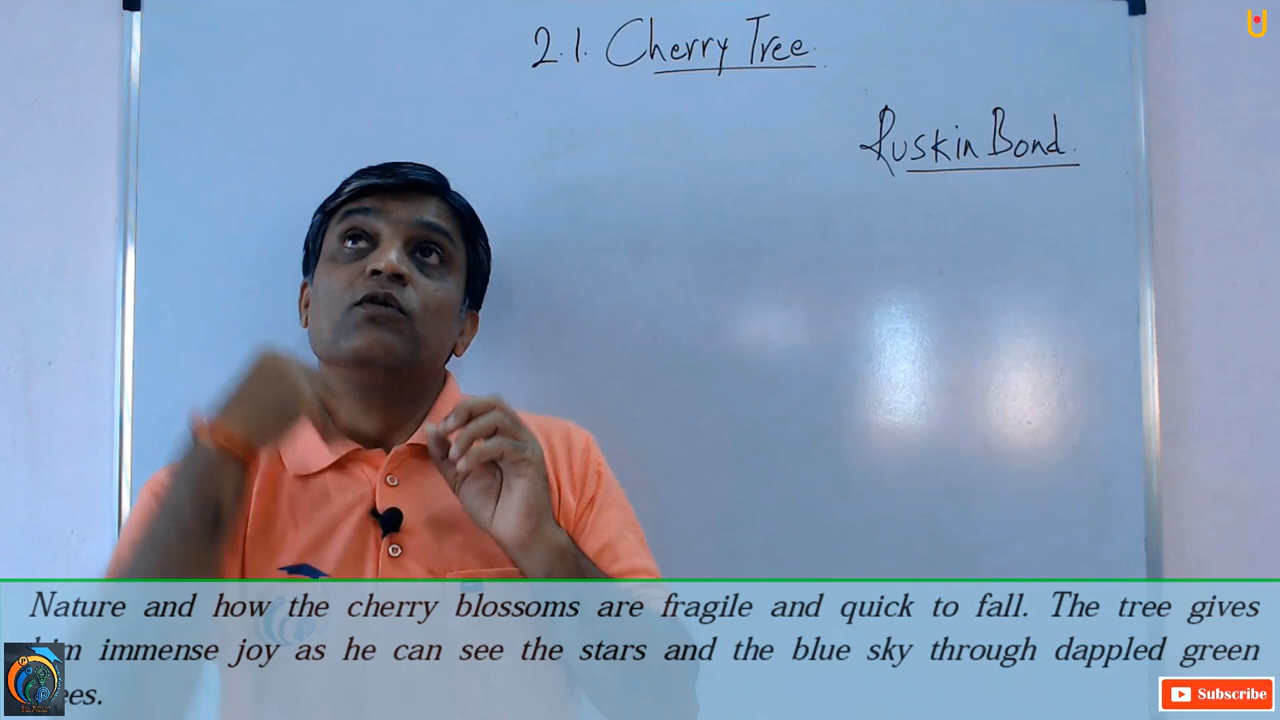 2.1. Cherry Tree.
Ruskin Bond.
Nature and how the cherry blossoms are fragile and quick to fall. The tree gives
immense joy as he can see the stars and the blue sky through dappled green
Subscribe